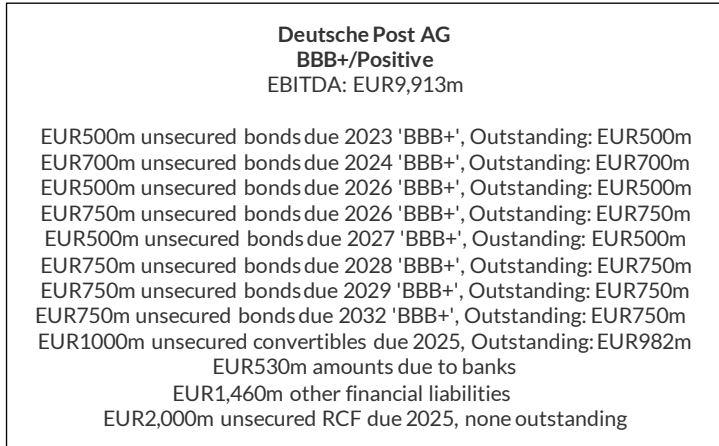 Deutsche Post AG
BBB+/Positive
EBITDA: EUR9,913m
EUR500m unsecured bonds due 2023 'BBB+', Outstanding: EUR500m
EUR700m unsecured bonds due 2024 'BBB+', Outstanding: EUR700m
EUR500m unsecured bonds due 2026 'BBB+', Outstanding: EUR500m
EUR750m unsecured bonds due 2026 'BBB+', Outstanding: EUR750m
EUR500m unsecured bonds due 2027 'BBB+', Oustanding: EUR500m
EUR750m unsecured bonds due 2028 'BBB+', Outstanding: EUR750m
EUR750m unsecured bonds due 2029 'BBB+', Outstanding: EUR750m
EUR750m unsecured bonds due 2032 'BBB+', Outstanding: EUR750m
EUR1000m unsecured convertibles due 2025, Outstanding: EUR982m
EUR530m amounts due to banks
EUR1,460m other financial liabilities
EUR2,000m unsecured RCF due 2025, none outstanding